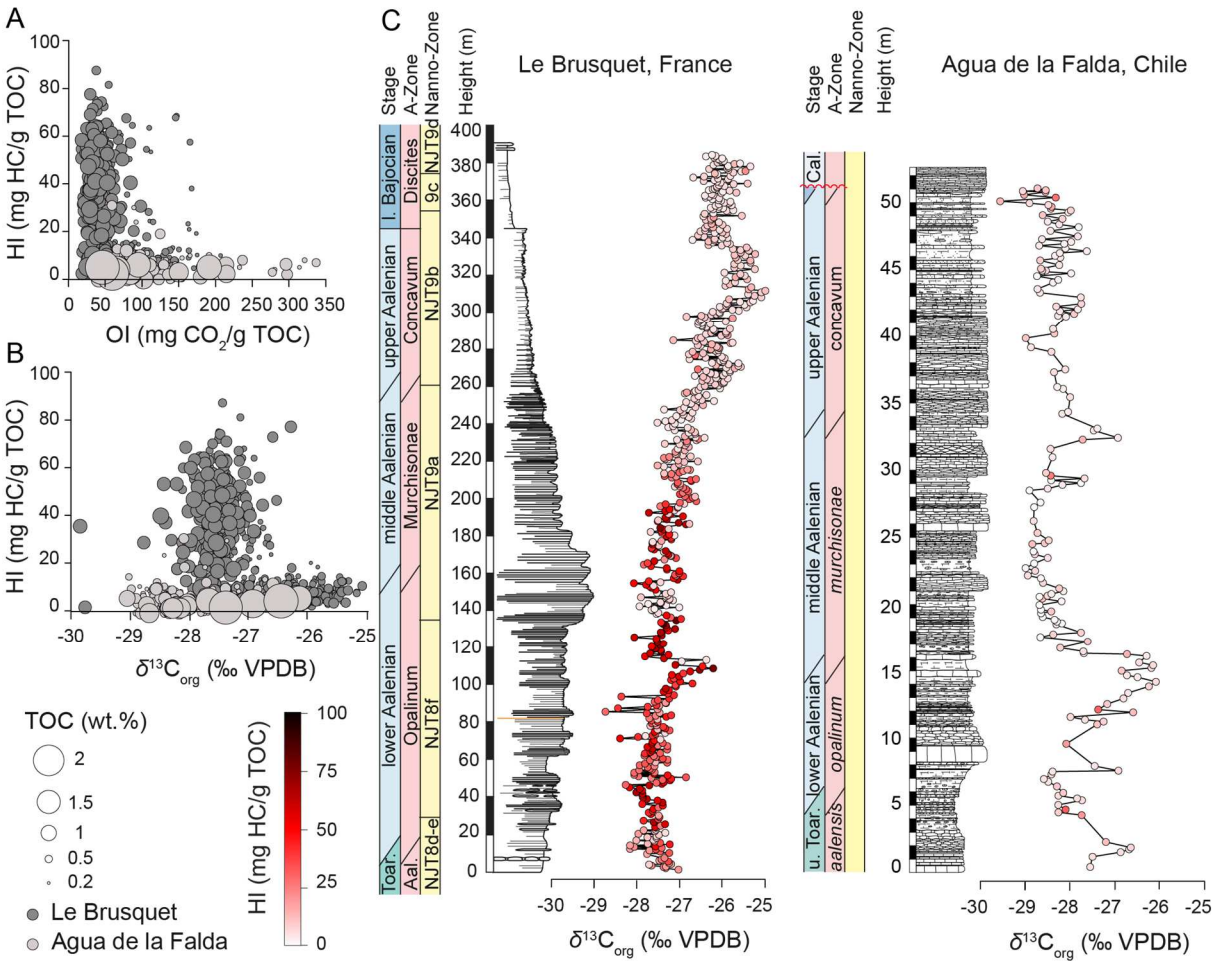 A
100
80
60
40
20
0
HI (mg HC/g TOC)
0 50 100 150 200 250 300 350
OI (mg CO2/g TOC)
B
100
80
60
40
20
0
HI (mg HC/g TOC)
-30 -29 -28 -27 -26 -25
δ13Corg (‰ VPDB)
TOC (wt.%)
2
1.5
1
0.5
0.2
Le Brusquet
Agua de la Falda
HI (mg HC/g TOC)
100
75
50
25
0
C
Le Brusquet, France
Stage
A-Zone
Nanno-Zone
Height (m)
l. Bajocian
upper Aalenian
middle Aalenian
lower Aalenian
Toar.
Discites
Concavum
Murchisonae
Opalinum
Aal.
NJT9d
9c
NJT9b
NJT9a
NJT8f
NJT8d-e
400
380
360
340
320
300
280
260
240
220
200
180
160
140
120
100
80
60
40
20
0
-30 -29 -28 -27 -26 -25
δ13Corg (‰ VPDB)
Agua de la Falda, Chile
Stage
A-Zone
Nanno-Zone
Height (m)
Cal.
upper Aalenian
middle Aalenian
lower Aalenian
u. Toar.
concavum
murchisonae
opalinum
aalensis
50
45
40
35
30
25
20
15
10
5
0
-30 -29 -28 -27 -26 -25
δ13Corg (‰ VPDB)